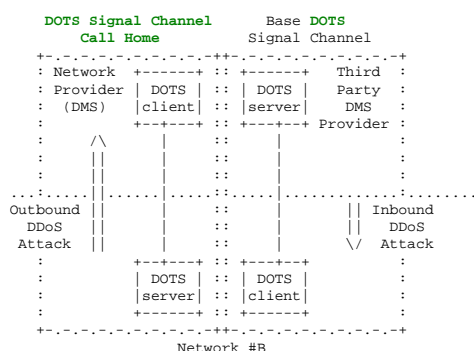 DOTS Signal Channel Base DOTS
Call Home Signal Channel
+-.-.-.-.-.-.-.-.-.-++-.-.-.-.-.-.-.-.-.-+
: Network +------+ :: +------+ Third :
: Provider | DOTS | :: | DOTS | Party :
: (DMS) |client| :: |server| DMS :
: +--+---+ :: +---+--+ Provider :
: /\ | :: | :
: || | :: | :
: || | :: | :
...:.....||......|.....::.....|.............:........
Outbound || | :: | || Inbound
DDoS || | :: | || DDoS
Attack || | :: | \/ Attack
: +--+---+ :: +---+--+ :
: | DOTS | :: | DOTS | :
: |server| :: |client| :
: +------+ :: +------+ :
+-.-.-.-.-.-.-.-.-.-++-.-.-.-.-.-.-.-.-.-+
Network #B